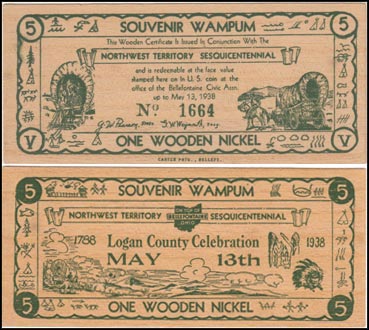 5 SOUVENIR WAMPUM 5
This Wooden Certificate Is Issued In Conjunction With The
NORTHWEST TERRITORY SESQUICENTENNIAL
and is redeemable at the face value
stamped here on in U. S. coin at the
office of the Bellefontaine Civic Assn.
up to May 13, 1938
No 1664
V ONE WOODEN NICKEL V
5 SOUVENIR WAMPUM 5
NORTHWEST TERRITORY BELLEFONTAINE SESQUICENTENNIAL
OHIO
1788 Logan County Celebration 1938
MAY 13th
5 ONE WOODEN NICKEL 5